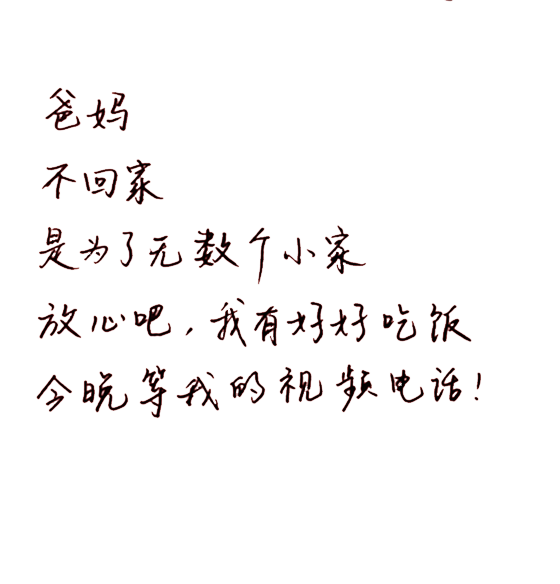 爸妈
不回家
是为了无数个小家
放心吧，我有好好吃饭
今晚等我的视频电话！